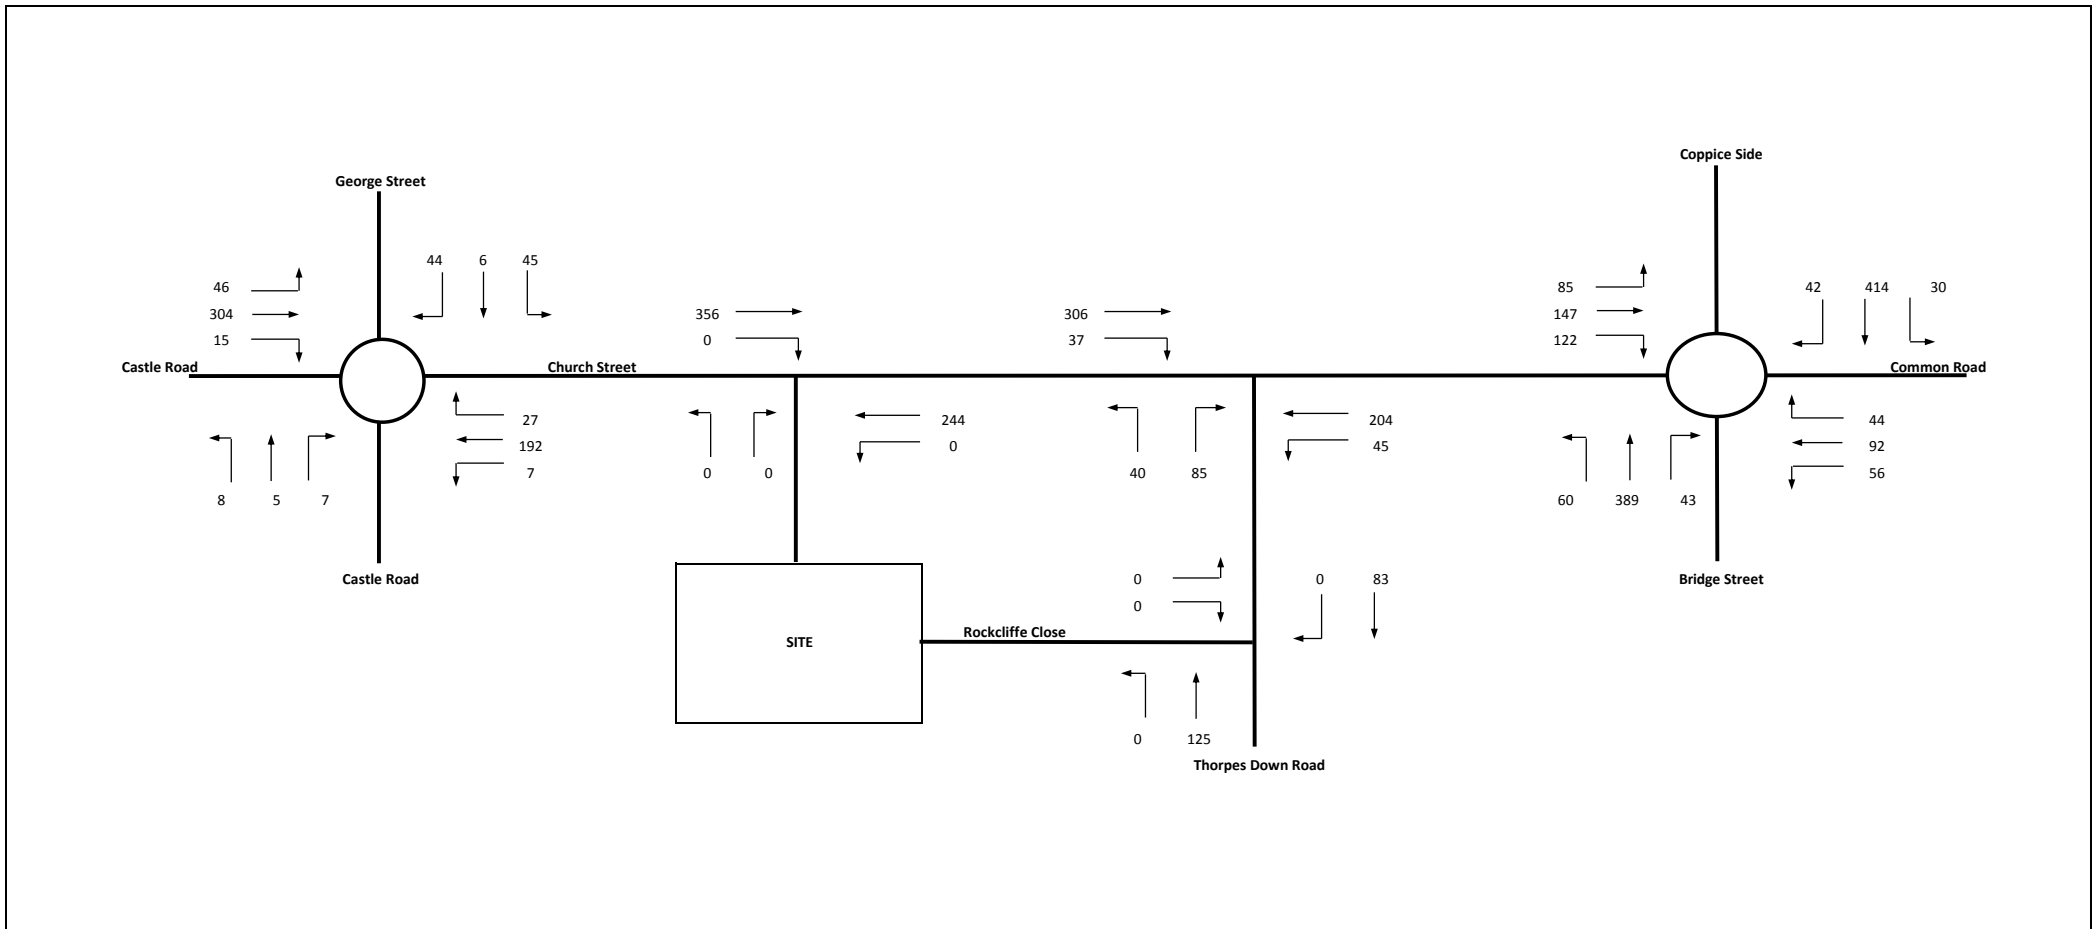 Coppice Side
George Street
44 6 45
46
304
15
356
0
306
37
85
147
122
42 414 30
Castle Road
Church Street
Common Road
27
192
7
8 5 7
244
0
0 0
204
45
40 85
44
92
56
60 389 43
Castle Road
Bridge Street
0
0
0 83
SITE
Rockcliffe Close
0 125
Thorpes Down Road